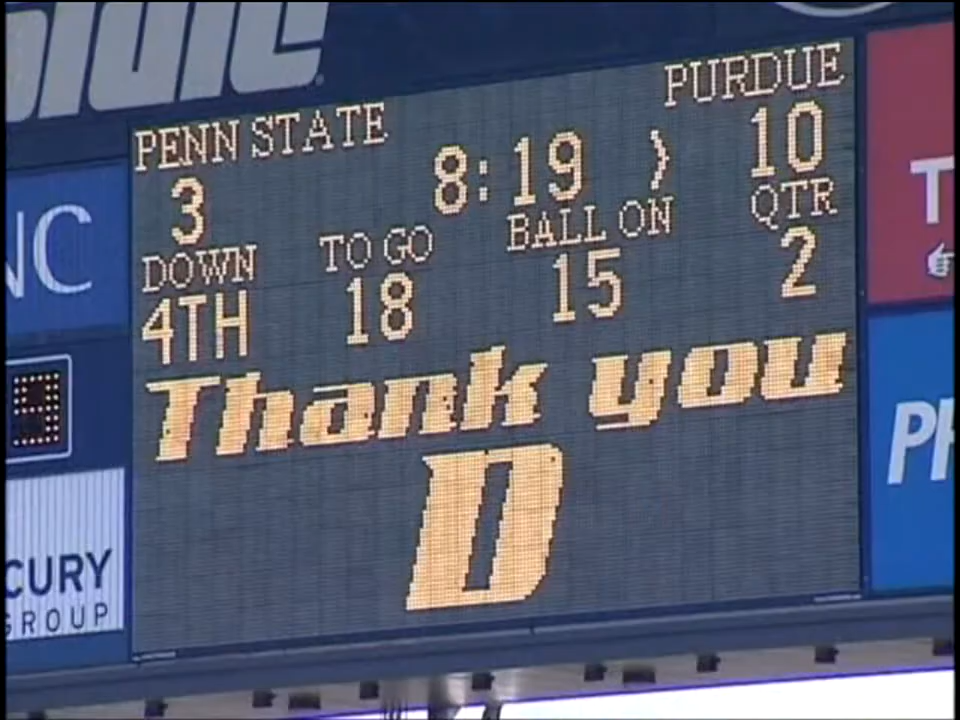 PENN STATE
PURDUE
3
8:19
10
DOWN
TO GO
BALL ON
QTR
4TH
18
15
2
Thank you
D
NC
CURY
GROUP
T
PH